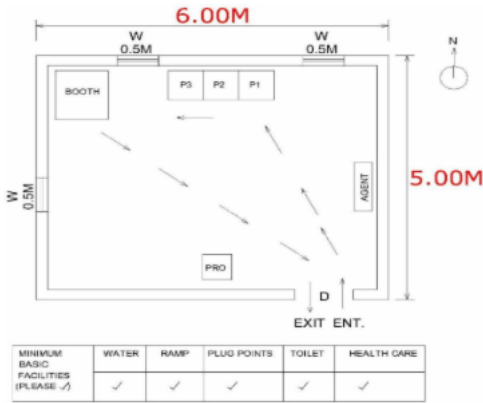 6.00M
W
0.5M
W
0.5M
N
BOOTH
P3 P2 P1
W
0.5M
AGENT
5.00M
PRO
D
EXIT ENT.
MINIMUM BASIC FACILITIES (PLEASE ✓) WATER RAMP PLUG POINTS TOILET HEALTH CARE
✓ ✓ ✓ ✓ ✓